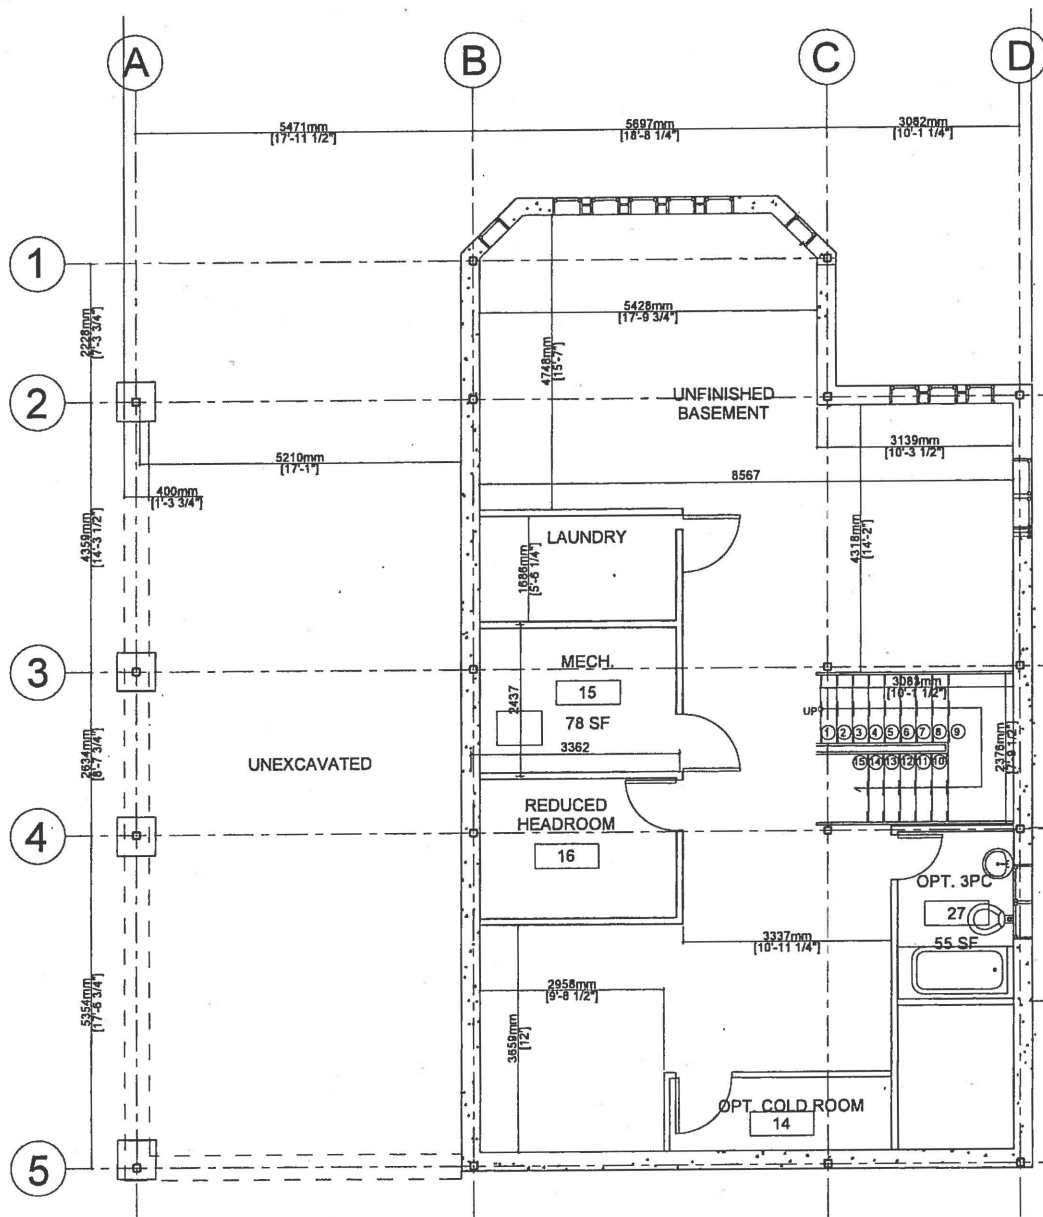 A
B
C
D
5471mm
[17'-11 1/2"]
5697mm
[18'-8 1/4"]
3082mm
[10'-1 1/4"]
1
2228mm
[7'-3 3/4"]
5428mm
[17'-9 3/4"]
4748mm
[15'-7"]
2
UNFINISHED
BASEMENT
3139mm
[10'-3 1/2"]
5210mm
[17'-1"]
8567
400mm
[1'-3 3/4"]
4359mm
[14'-3 1/2"]
LAUNDRY
1686mm
[5'-6 1/4"]
4318mm
[14'-2"]
3
MECH.
15
78 SF
2437
3362
3083mm
[10'-1 1/2"]
UP
1 2 3 4 5 6 7 8 9
15 14 13 12 11 10
2376mm
7'-9 1/2"]
2634mm
[8'-7 3/4"]
UNEXCAVATED
REDUCED
HEADROOM
16
4
OPT. 3PC
27
55 SF
3337mm
[10'-11 1/4"]
2958mm
[9'-8 1/2"]
3659mm
[12']
5354mm
[17'-6 3/4"]
OPT. COLD ROOM
14
5